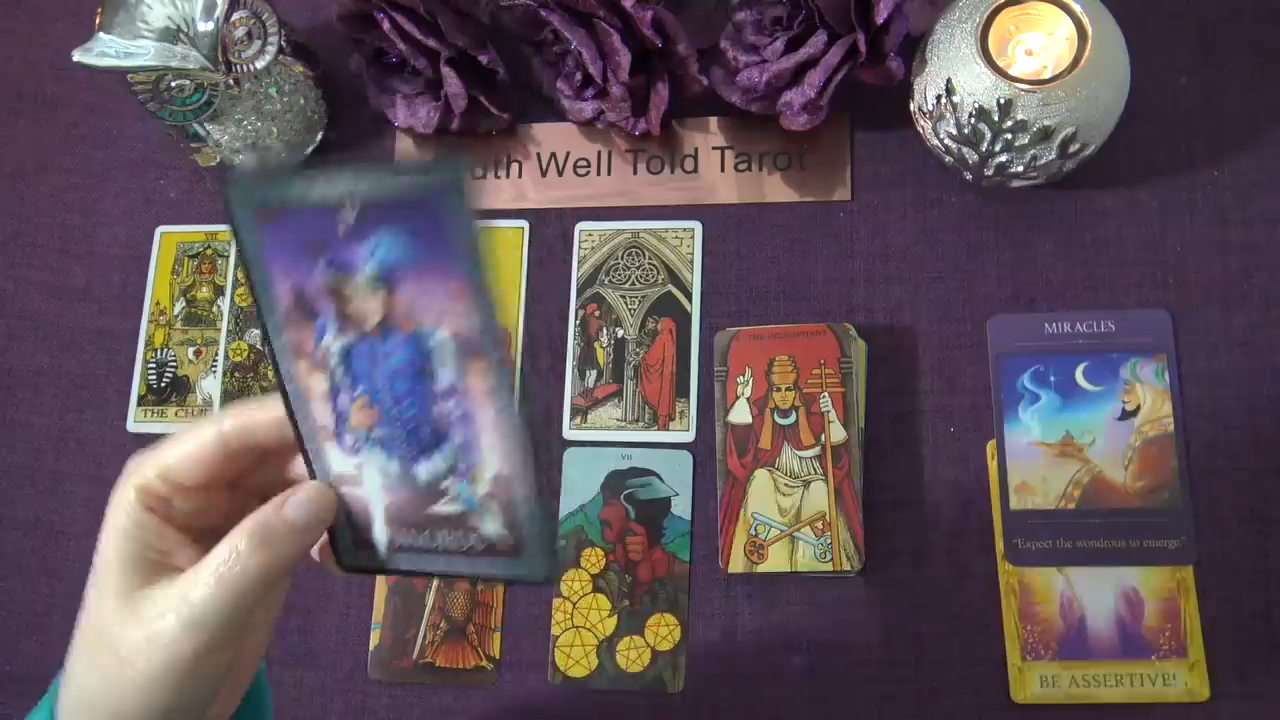 uth Well Told Tarot
VII
THE CH
V THE HIEROPHANT
VII
MIRACLES
"Expect the wondrous to emerge."
BE ASSERTIVE!